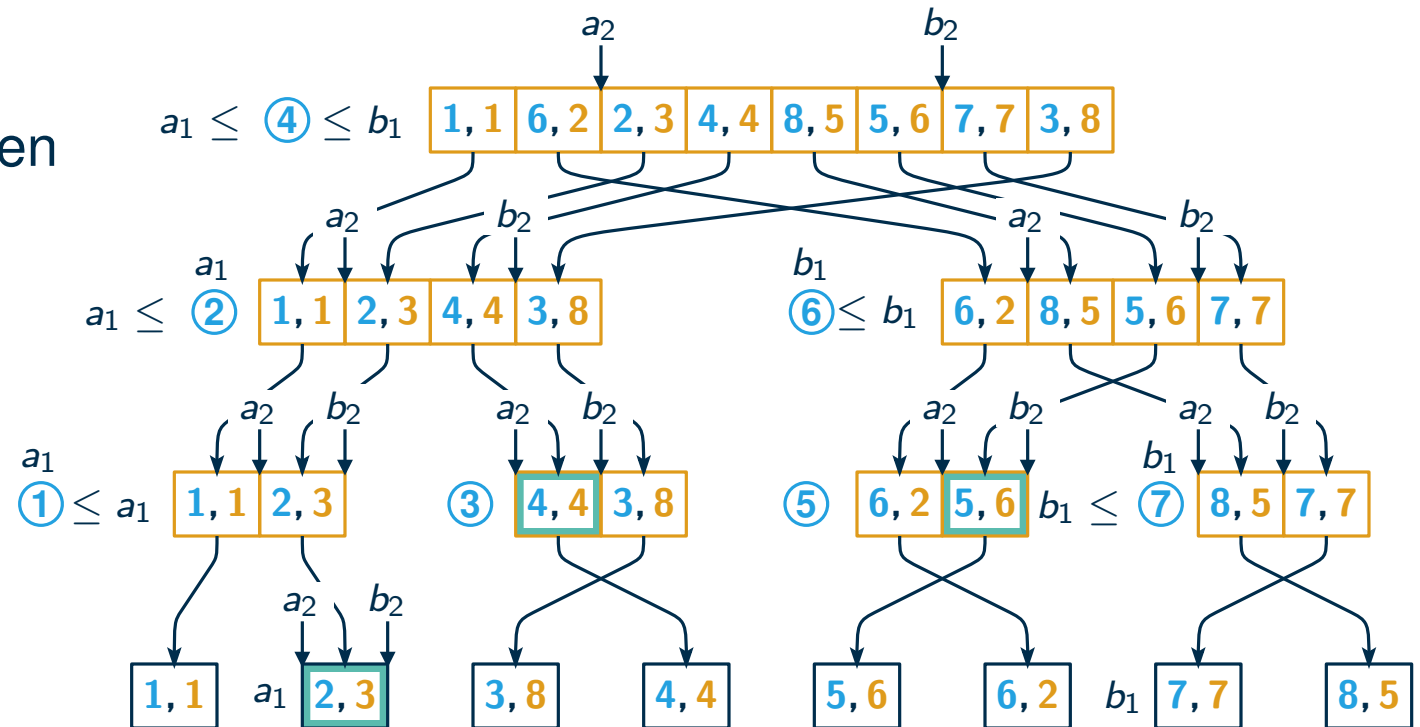 a₂ b₂
en
a₁ ≤ 4 ≤ b₁ 1, 1 6, 2 2, 3 4, 4 8, 5 5, 6 7, 7 3, 8
a₂ b₂ a₂ b₂
a₁ b₁
a₁ ≤ 2 1, 1 2, 3 4, 4 3, 8 6 ≤ b₁ 6, 2 8, 5 5, 6 7, 7
a₂ b₂ a₂ b₂ a₂ b₂ a₂ b₂
a₁ b₁
1 ≤ a₁ 1, 1 2, 3 3 4, 4 3, 8 5 6, 2 5, 6 b₁ ≤ 7 8, 5 7, 7
a₂ b₂
1, 1 a₁ 2, 3 3, 8 4, 4 5, 6 6, 2 b₁ 7, 7 8, 5